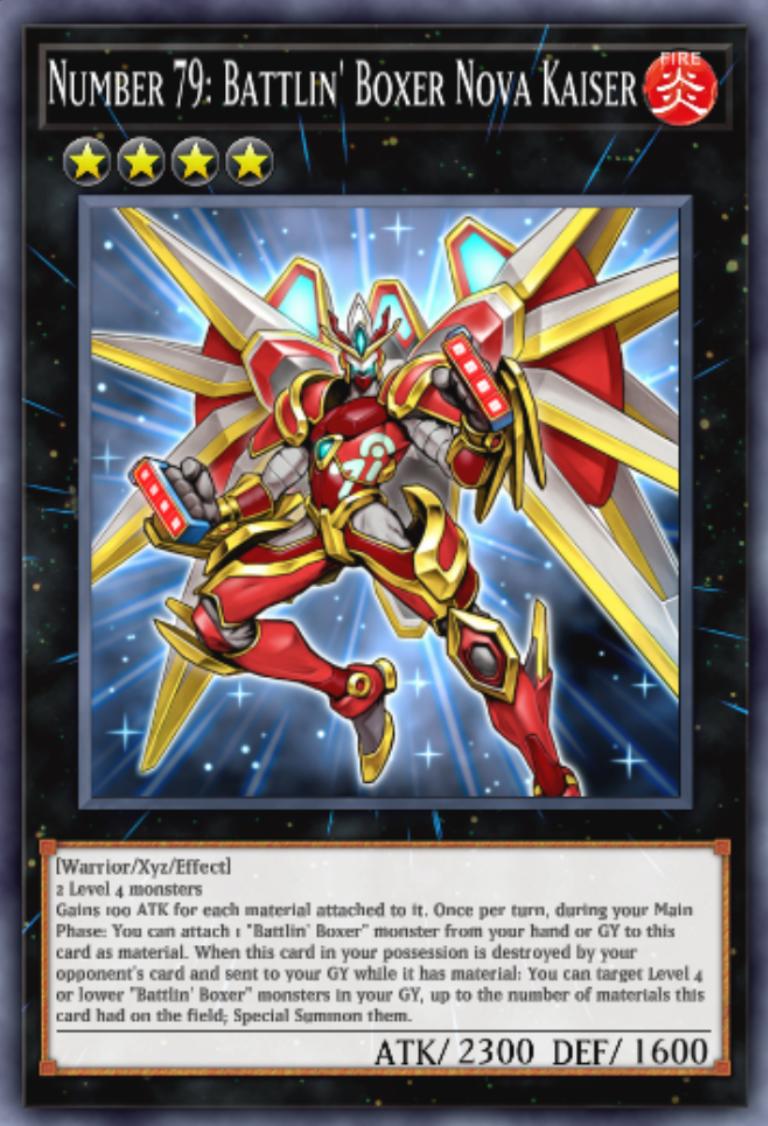 Number 79: Battlin' Boxer Nova Kaiser
FIRE
炎
79
[Warrior/Xyz/Effect]
2 Level 4 monsters
Gains 100 ATK for each material attached to it. Once per turn, during your Main
Phase: You can attach 1 "Battlin' Boxer" monster from your hand or GY to this
card as material. When this card in your possession is destroyed by your
opponent's card and sent to your GY while it has material: You can target Level 4
or lower "Battlin' Boxer" monsters in your GY, up to the number of materials this
card had on the field; Special Summon them.
ATK/ 2300 DEF/ 1600